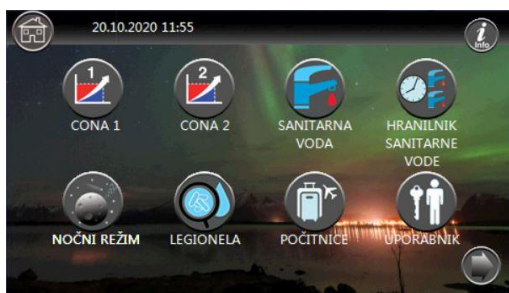 20.10.2020 11:55
Info
1
2
CONA 1
CONA 2
SANITARNA
VODA
HRANILNIK
SANITARNE
VODE
NOČNI REŽIM
LEGIONELA
POČITNICE
UPORABNIK